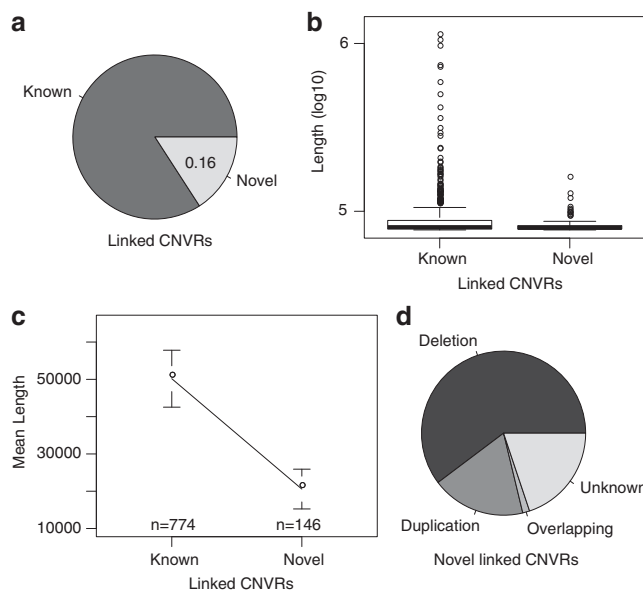 a
Known
0.16
Novel
Linked CNVRs
b
Length (log10)
6
5
Known
Novel
Linked CNVRs
c
Mean Length
50000
30000
10000
n=774
n=146
Known
Novel
Linked CNVRs
d
Deletion
Unknown
Duplication
Overlapping
Novel linked CNVRs